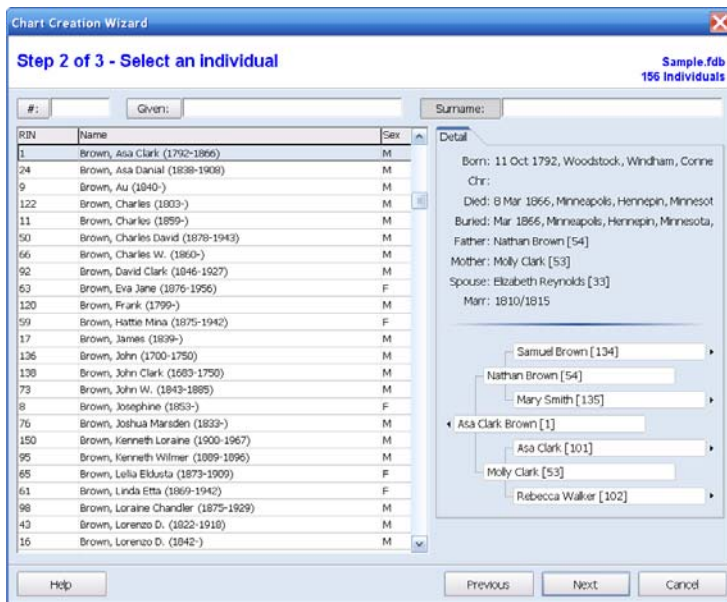 Chart Creation Wizard
Step 2 of 3 - Select an individual
Sample.fdb
156 Individuals
#: Given: Surname:
RIN Name Sex
1 Brown, Asa Clark (1792-1866) M
24 Brown, Asa Danial (1838-1908) M
9 Brown, Au (1840-) M
122 Brown, Charles (1803-) M
11 Brown, Charles (1859-) M
50 Brown, Charles David (1878-1943) M
66 Brown, Charles W. (1860-) M
92 Brown, David Clark (1846-1927) M
63 Brown, Eva Jane (1876-1956) F
120 Brown, Frank (1799-) M
59 Brown, Hattie Mina (1875-1942) F
17 Brown, James (1839-) M
136 Brown, John (1700-1750) M
138 Brown, John Clark (1683-1750) M
73 Brown, John W. (1843-1885) M
8 Brown, Josephine (1853-) F
76 Brown, Joshua Marsden (1833-) M
150 Brown, Kenneth Loraine (1900-1967) M
95 Brown, Kenneth Wilmer (1889-1896) M
65 Brown, Lelia Eldusta (1873-1909) F
61 Brown, Linda Etta (1869-1942) F
98 Brown, Loraine Chandler (1875-1929) M
43 Brown, Lorenzo D. (1822-1918) M
16 Brown, Lorenzo D. (1842-) M
Detail
Born: 11 Oct 1792, Woodstock, Windham, Conne
Chr:
Died: 8 Mar 1866, Minneapolis, Hennepin, Minnesot
Buried: Mar 1866, Minneapolis, Hennepin, Minnesota,
Father: Nathan Brown [54]
Mother: Molly Clark [53]
Spouse: Elizabeth Reynolds [33]
Marr: 1810/1815
Samuel Brown [134]
Nathan Brown [54]
Mary Smith [135]
Asa Clark Brown [1]
Asa Clark [101]
Molly Clark [53]
Rebecca Walker [102]
Help Previous Next Cancel